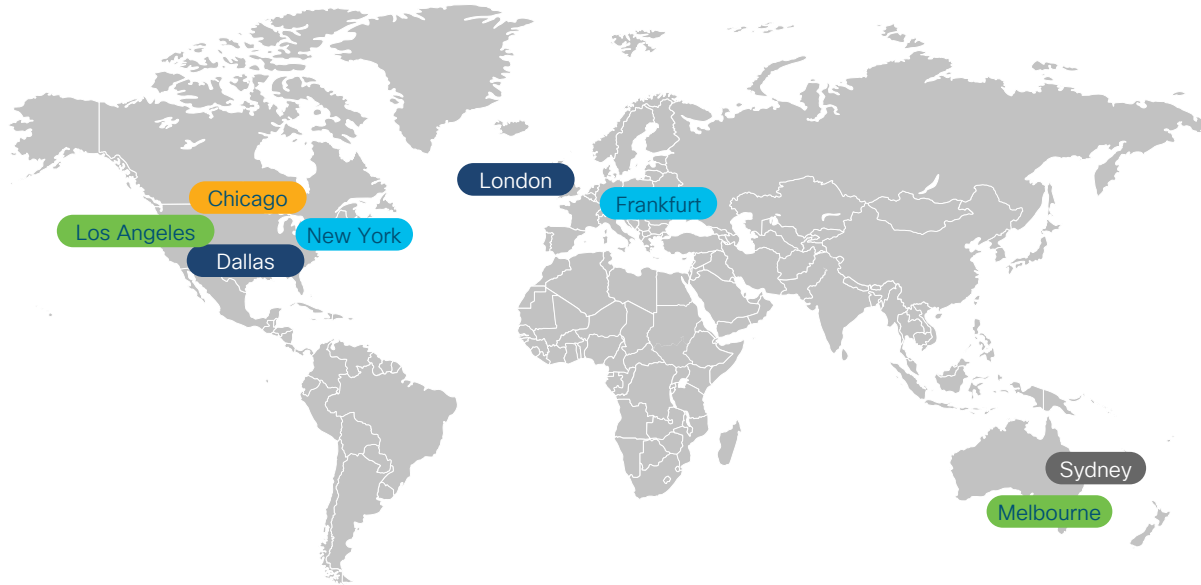 London
Chicago
Frankfurt
Los Angeles
New York
Dallas
Sydney
Melbourne